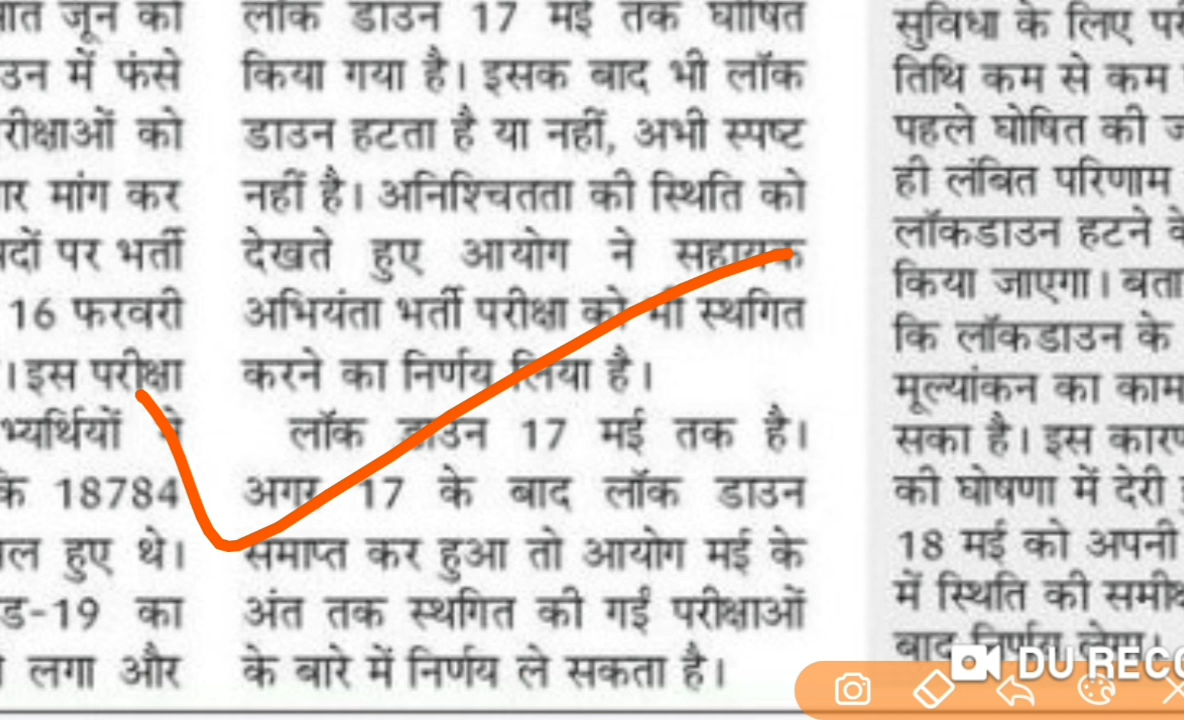 ात जून को
उन में फंसे
रीक्षाओं को
ार मांग कर
पदों पर भर्ती
16 फरवरी
। इस परीक्षा
भ्यर्थियों ने
के 18784
ल हुए थे।
ड-19 का
लगा और
लॉक डाउन 17 मई तक घोषित
किया गया है। इसक बाद भी लॉक
डाउन हटता है या नहीं, अभी स्पष्ट
नहीं है। अनिश्चितता की स्थिति को
देखते हुए आयोग ने सहायक
अभियंता भर्ती परीक्षा को भी स्थगित
करने का निर्णय लिया है।
लॉक डाउन 17 मई तक है।
अगर 17 के बाद लॉक डाउन
समाप्त कर हुआ तो आयोग मई के
अंत तक स्थगित की गईं परीक्षाओं
के बारे में निर्णय ले सकता है।
सुविधा के लिए परी
तिथि कम से कम
पहले घोषित की ज
ही लंबित परिणाम
लॉकडाउन हटने के
किया जाएगा। बता
कि लॉकडाउन के
मूल्यांकन का काम
सका है। इस कारण
की घोषणा में देरी
18 मई को अपनी
में स्थिति की समीक्ष
बाद निर्णय लेगा।
DU RECO